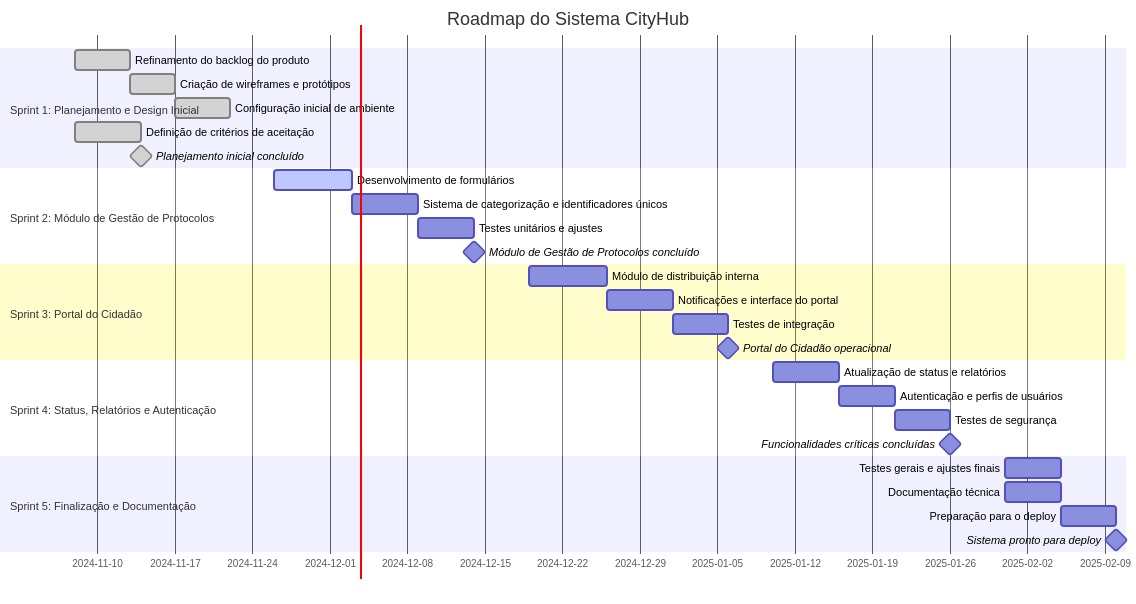 Roadmap do Sistema CityHub
Refinamento do backlog do produto
Criação de wireframes e protótipos
Sprint 1: Planejamento e Design Inicial
Configuração inicial de ambiente
Definição de critérios de aceitação
Planejamento inicial concluído
Desenvolvimento de formulários
Sistema de categorização e identificadores únicos
Sprint 2: Módulo de Gestão de Protocolos
Testes unitários e ajustes
Módulo de Gestão de Protocolos concluído
Módulo de distribuição interna
Notificações e interface do portal
Sprint 3: Portal do Cidadão
Testes de integração
Portal do Cidadão operacional
Atualização de status e relatórios
Autenticação e perfis de usuários
Sprint 4: Status, Relatórios e Autenticação
Testes de segurança
Funcionalidades críticas concluídas
Testes gerais e ajustes finais
Documentação técnica
Sprint 5: Finalização e Documentação
Preparação para o deploy
Sistema pronto para deploy
2024-11-10 2024-11-17 2024-11-24 2024-12-01 2024-12-08 2024-12-15 2024-12-22 2024-12-29 2025-01-05 2025-01-12 2025-01-19 2025-01-26 2025-02-02 2025-02-09